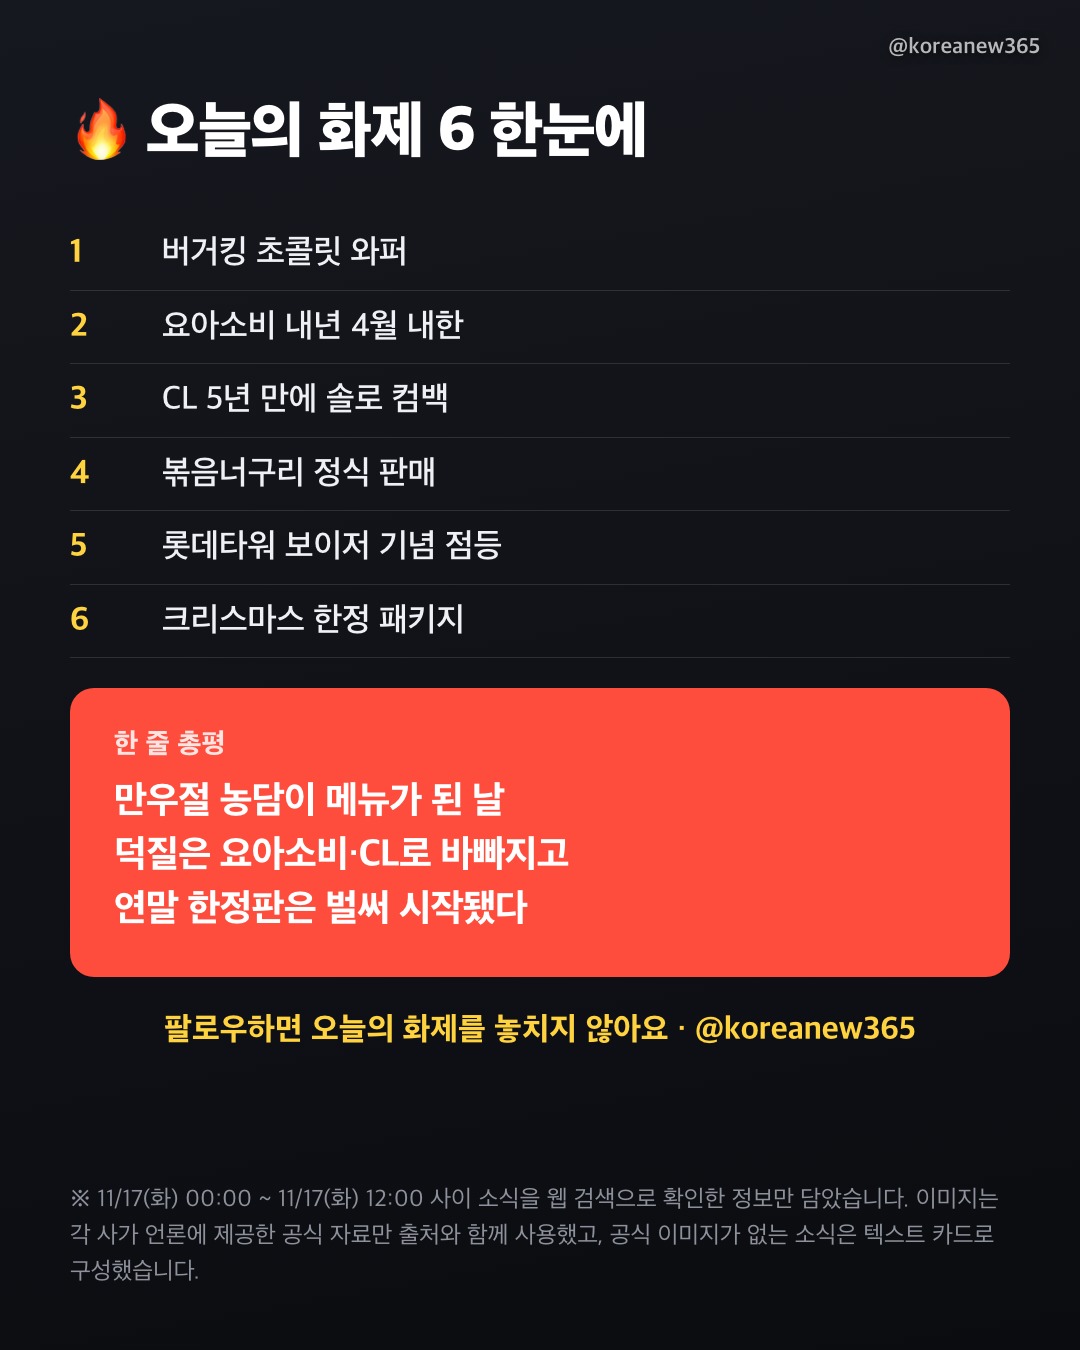 @koreanew365
🔥 오늘의 화제 6 한눈에
1 버거킹 초콜릿 와퍼
2 요아소비 내년 4월 내한
3 CL 5년 만에 솔로 컴백
4 볶음너구리 정식 판매
5 롯데타워 보이저 기념 점등
6 크리스마스 한정 패키지
한 줄 총평
만우절 농담이 메뉴가 된 날
덕질은 요아소비·CL로 바빠지고
연말 한정판은 벌써 시작됐다
팔로우하면 오늘의 화제를 놓치지 않아요 · @koreanew365
※ 11/17(화) 00:00 ~ 11/17(화) 12:00 사이 소식을 웹 검색으로 확인한 정보만 담았습니다. 이미지는
각 사가 언론에 제공한 공식 자료만 출처와 함께 사용했고, 공식 이미지가 없는 소식은 텍스트 카드로
구성했습니다.